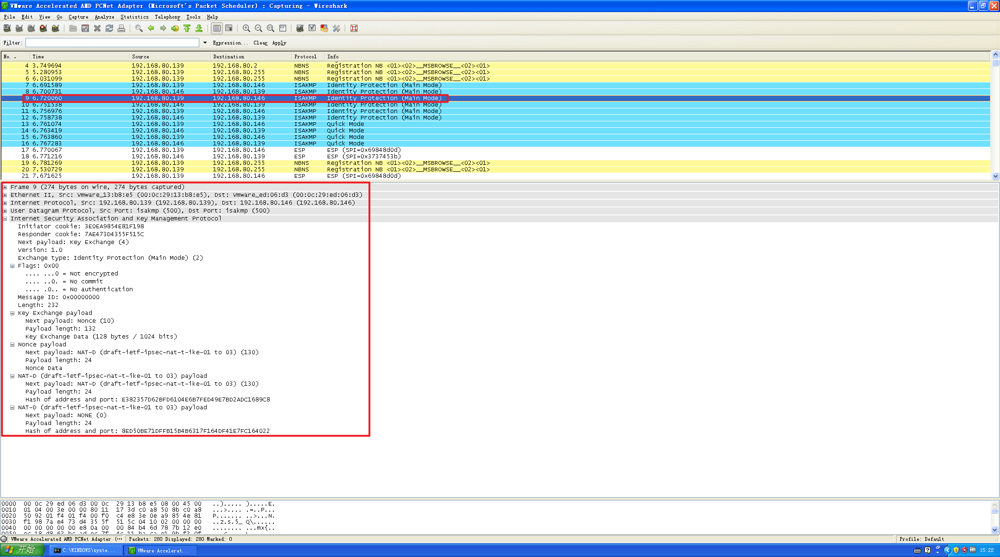 VMware Accelerated AMD PCNet Adapter (Microsoft's Packet Scheduler) : Capturing - Wireshark
File Edit View Go Capture Analyze Statistics Telephony Tools Help
Filter: Expression... Clear Apply
No. . Time Source Destination Protocol Info
4 3.749694 192.168.80.139 192.168.80.2 NBNS Registration NB <01><02>__MSBROWSE__<02><01>
5 5.280953 192.168.80.139 192.168.80.255 NBNS Registration NB <01><02>__MSBROWSE__<02><01>
6 6.031099 192.168.80.139 192.168.80.255 NBNS Registration NB <01><02>__MSBROWSE__<02><01>
7 6.691589 192.168.80.139 192.168.80.146 ISAKMP Identity Protection (Main Mode)
8 6.700731 192.168.80.139 192.168.80.146 ISAKMP Identity Protection (Main Mode)
9 6.720060 192.168.80.139 192.168.80.146 ISAKMP Identity Protection (Main Mode)
10 6.751538 192.168.80.146 192.168.80.139 ISAKMP Identity Protection (Main Mode)
11 6.756976 192.168.80.139 192.168.80.146 ISAKMP Identity Protection (Main Mode)
12 6.758738 192.168.80.146 192.168.80.139 ISAKMP Identity Protection (Main Mode)
13 6.761074 192.168.80.139 192.168.80.146 ISAKMP Quick Mode
14 6.763419 192.168.80.146 192.168.80.139 ISAKMP Quick Mode
15 6.763860 192.168.80.139 192.168.80.146 ISAKMP Quick Mode
16 6.767283 192.168.80.146 192.168.80.139 ISAKMP Quick Mode
17 6.770067 192.168.80.139 192.168.80.146 ESP ESP (SPI=0x69848d0d)
18 6.771216 192.168.80.146 192.168.80.139 ESP ESP (SPI=0x3737453b)
19 6.781269 192.168.80.139 192.168.80.255 NBNS Registration NB <01><02>__MSBROWSE__<02><01>
20 7.530729 192.168.80.139 192.168.80.255 NBNS Registration NB <01><02>__MSBROWSE__<02><01>
21 7.671625 192.168.80.139 192.168.80.146 ESP ESP (SPI=0x69848d0d)
Frame 9 (274 bytes on wire, 274 bytes captured)
Ethernet II, Src: Vmware_13:b8:e5 (00:0c:29:13:b8:e5), Dst: Vmware_ed:06:d3 (00:0c:29:ed:06:d3)
Internet Protocol, Src: 192.168.80.139 (192.168.80.139), Dst: 192.168.80.146 (192.168.80.146)
User Datagram Protocol, Src Port: isakmp (500), Dst Port: isakmp (500)
Internet Security Association and Key Management Protocol
Initiator cookie: 3E0EA9854E81F198
Responder cookie: 7AE473D4355F515C
Next payload: Key Exchange (4)
Version: 1.0
Exchange type: Identity Protection (Main Mode) (2)
Flags: 0x00
.... ...0 = Not encrypted
.... ..0. = No commit
.... .0.. = No authentication
Message ID: 0x00000000
Length: 232
Key Exchange payload
Next payload: Nonce (10)
Payload length: 132
Key Exchange Data (128 bytes / 1024 bits)
Nonce payload
Next payload: NAT-D (draft-ietf-ipsec-nat-t-ike-01 to 03) (130)
Payload length: 24
Nonce Data
NAT-D (draft-ietf-ipsec-nat-t-ike-01 to 03) payload
Next payload: NAT-D (draft-ietf-ipsec-nat-t-ike-01 to 03) (130)
Payload length: 24
Hash of address and port: E382357D62BFD6104E6B7FED49E7BD2ADC1689C8
NAT-D (draft-ietf-ipsec-nat-t-ike-01 to 03) payload
Next payload: NONE (0)
Payload length: 24
Hash of address and port: 8ED50BE71DFFB15B4B6317F164DF41E7FC164022
0000 00 0c 29 ed 06 d3 00 0c 29 13 b8 e5 08 00 45 00 ..)..... ).....E.
0010 01 04 00 3e 00 00 80 11 17 3d c0 a8 50 8b c0 a8 ...>.... .=..P...
0020 50 92 01 f4 01 f4 00 f0 c4 e8 3e 0e a9 85 4e 81 P....... ..>...N.
0030 f1 98 7a e4 73 d4 35 5f 51 5c 04 10 02 00 00 00 ..z.s.5_ Q\......
0040 00 00 00 00 00 e8 0a 00 00 84 b4 6d 78 7b 12 e0 ........ ...mx{..
VMware Accelerated AMD PCNet Adapter (... Packets: 280 Displayed: 280 Marked: 0 Profile: Default
开始 C:\WINDOWS\syste... VMware Accelerat... 15:22